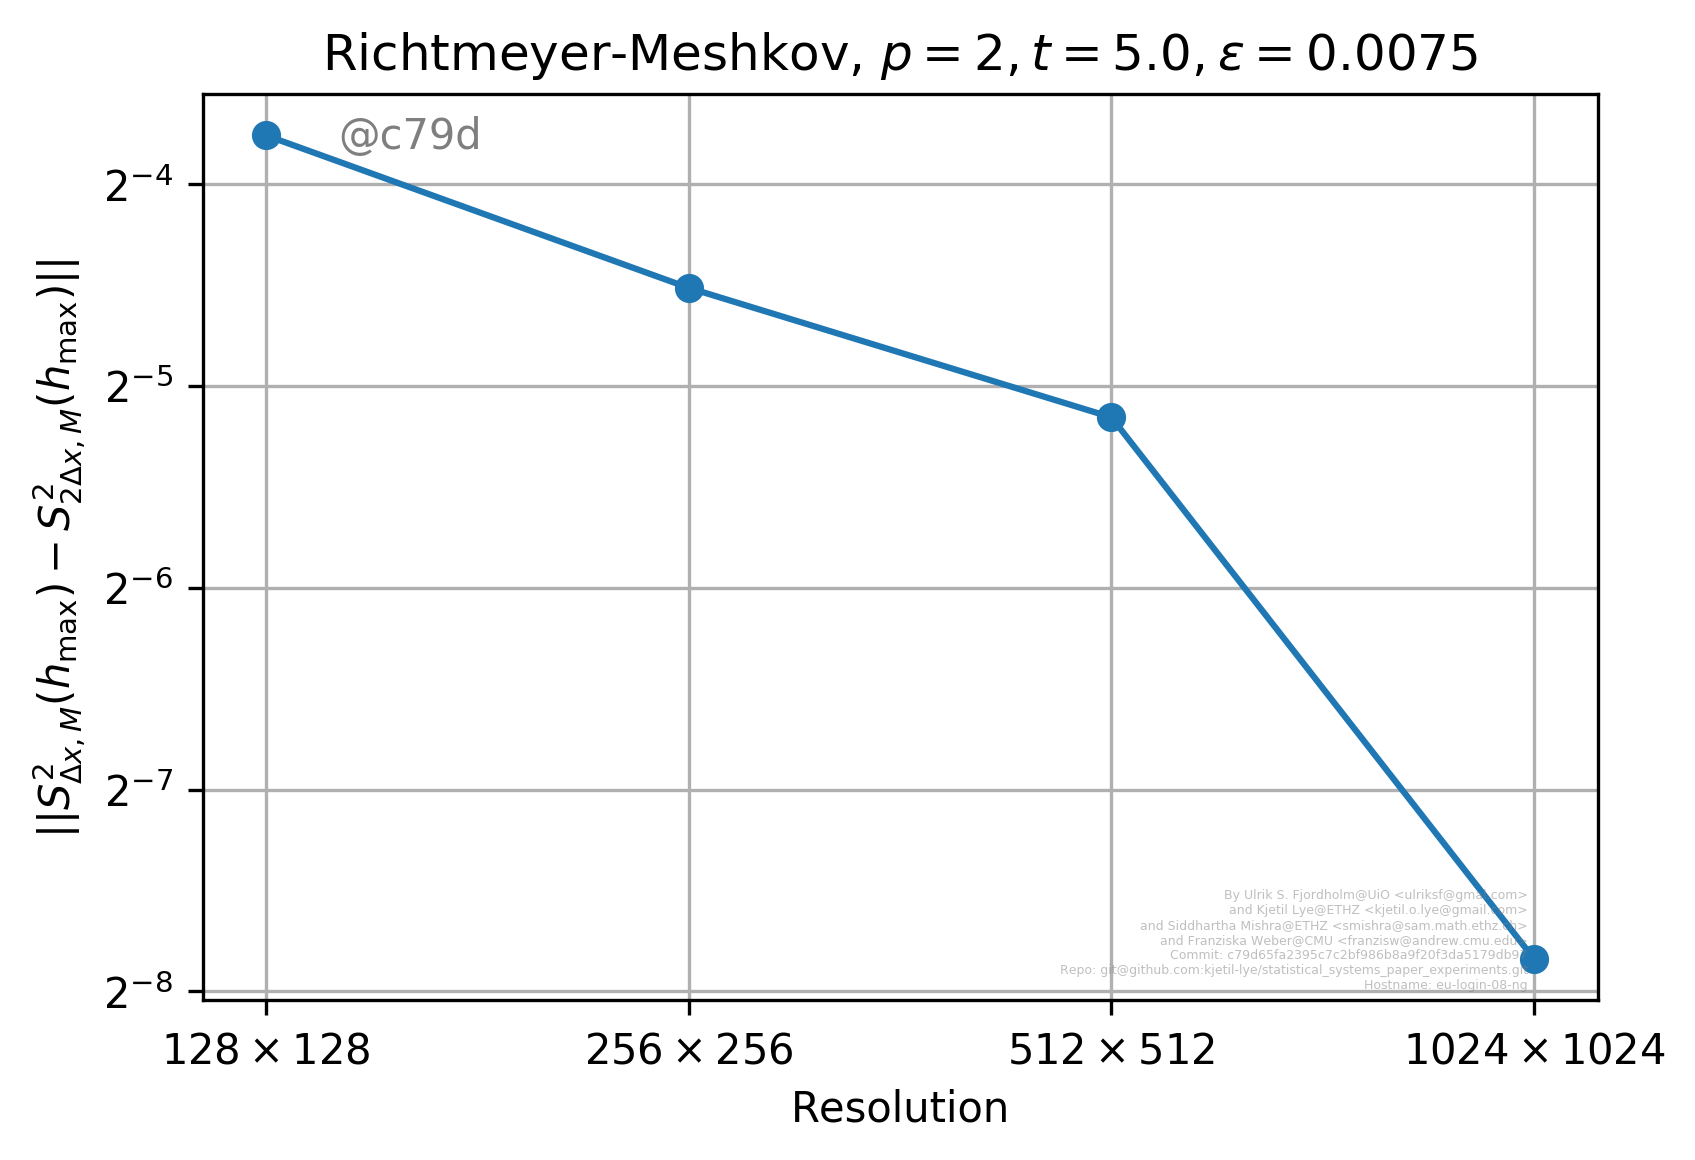 Richtmeyer-Meshkov, p = 2, t = 5.0, ε = 0.0075
@c79d
2⁻⁴
2⁻⁵
2⁻⁶
2⁻⁷
2⁻⁸
||S²_{Δx, M}(h_max) − S²_{2Δx, M}(h_max)||
By Ulrik S. Fjordholm@UiO <ulriksf@gmail.com>
and Kjetil Lye@ETHZ <kjetil.o.lye@gmail.com>
and Siddhartha Mishra@ETHZ <smishra@sam.math.ethz.ch>
and Franziska Weber@CMU <franzisw@andrew.cmu.edu>
Commit:
Repo: git@github.com:kjetil-lye/statistical_systems_paper_experiments.git
Hostname: eu-login-08-ng
128 × 128
256 × 256
512 × 512
1024 × 1024
Resolution